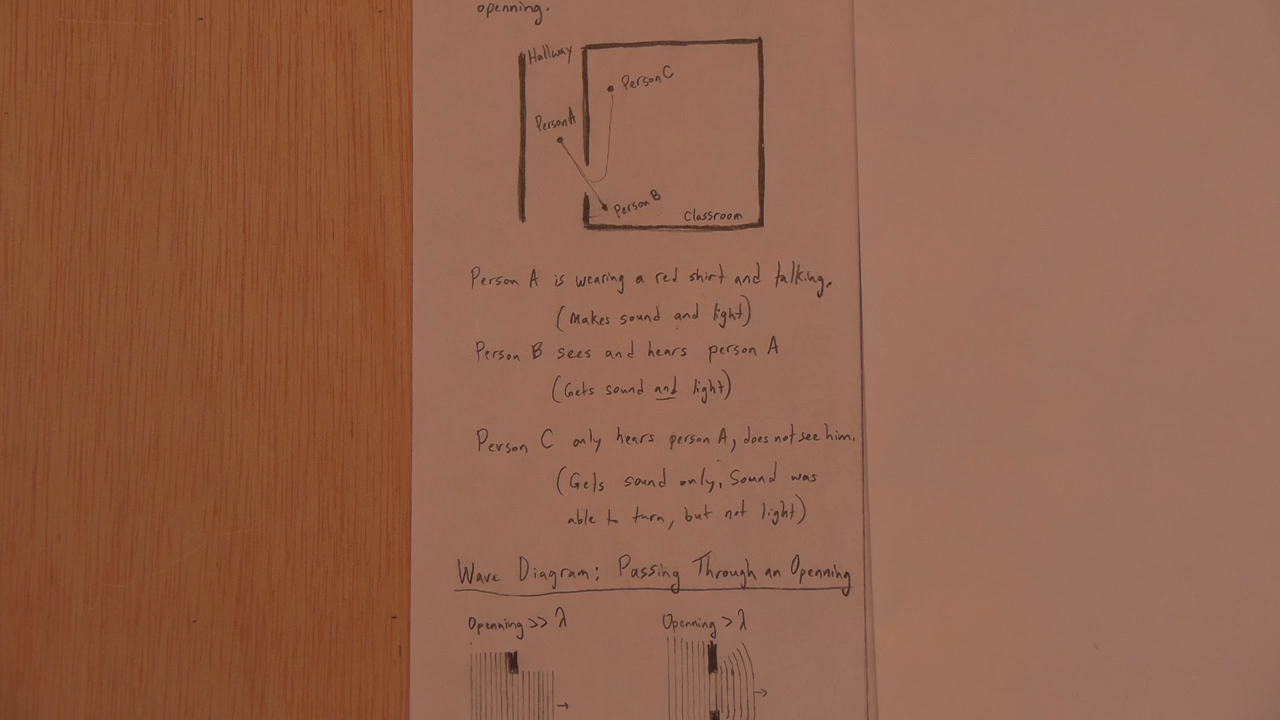 openning.
Hallway
Person C
Person A
Person B
Classroom
Person A is wearing a red shirt and talking.
(Makes sound and light)
Person B sees and hears person A
(Gets sound and light)
Person C only hears person A, does not see him.
(Gets sound only, Sound was
able to turn, but not light)
Wave Diagram: Passing Through an Openning
Openning >> λ
Openning > λ